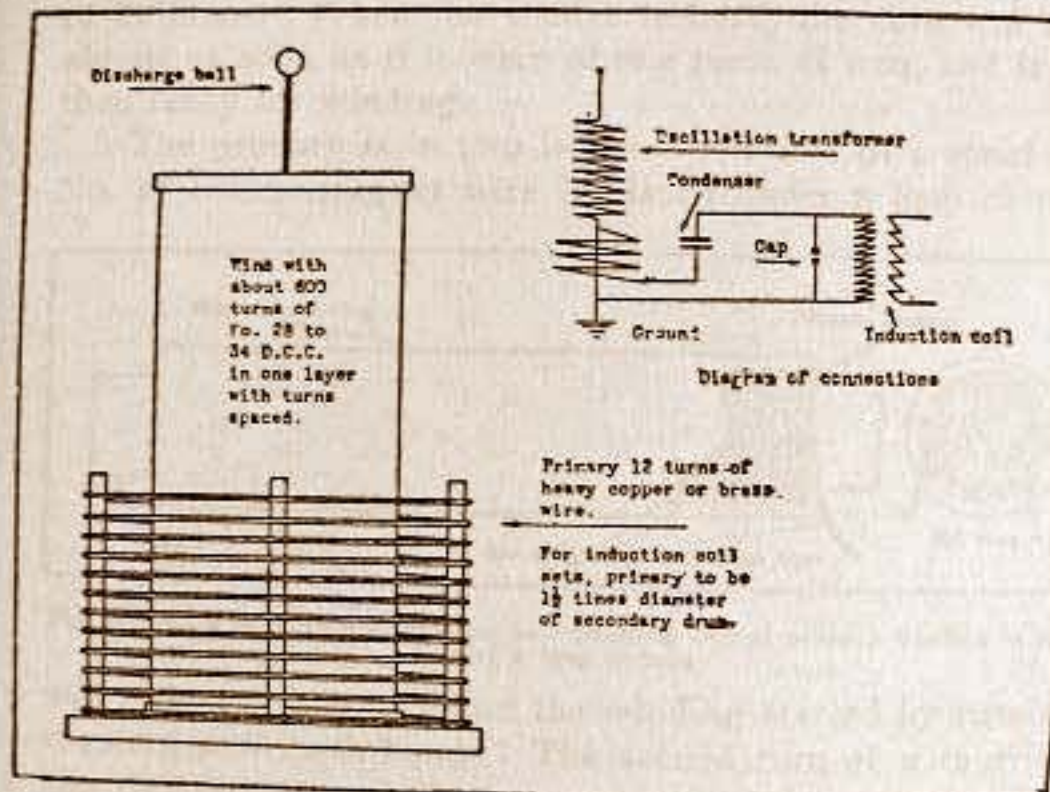 Discharge ball
Wind with
about 600
turns of
No. 28 to
34 D.C.C.
in one layer
with turns
spaced.
Oscillation transformer
Condenser
Gap
Ground
Induction coil
Diagram of connections
Primary 12 turns of
heavy copper or brass
wire.
For induction coil
sets, primary to be
1½ times diameter
of secondary drum.